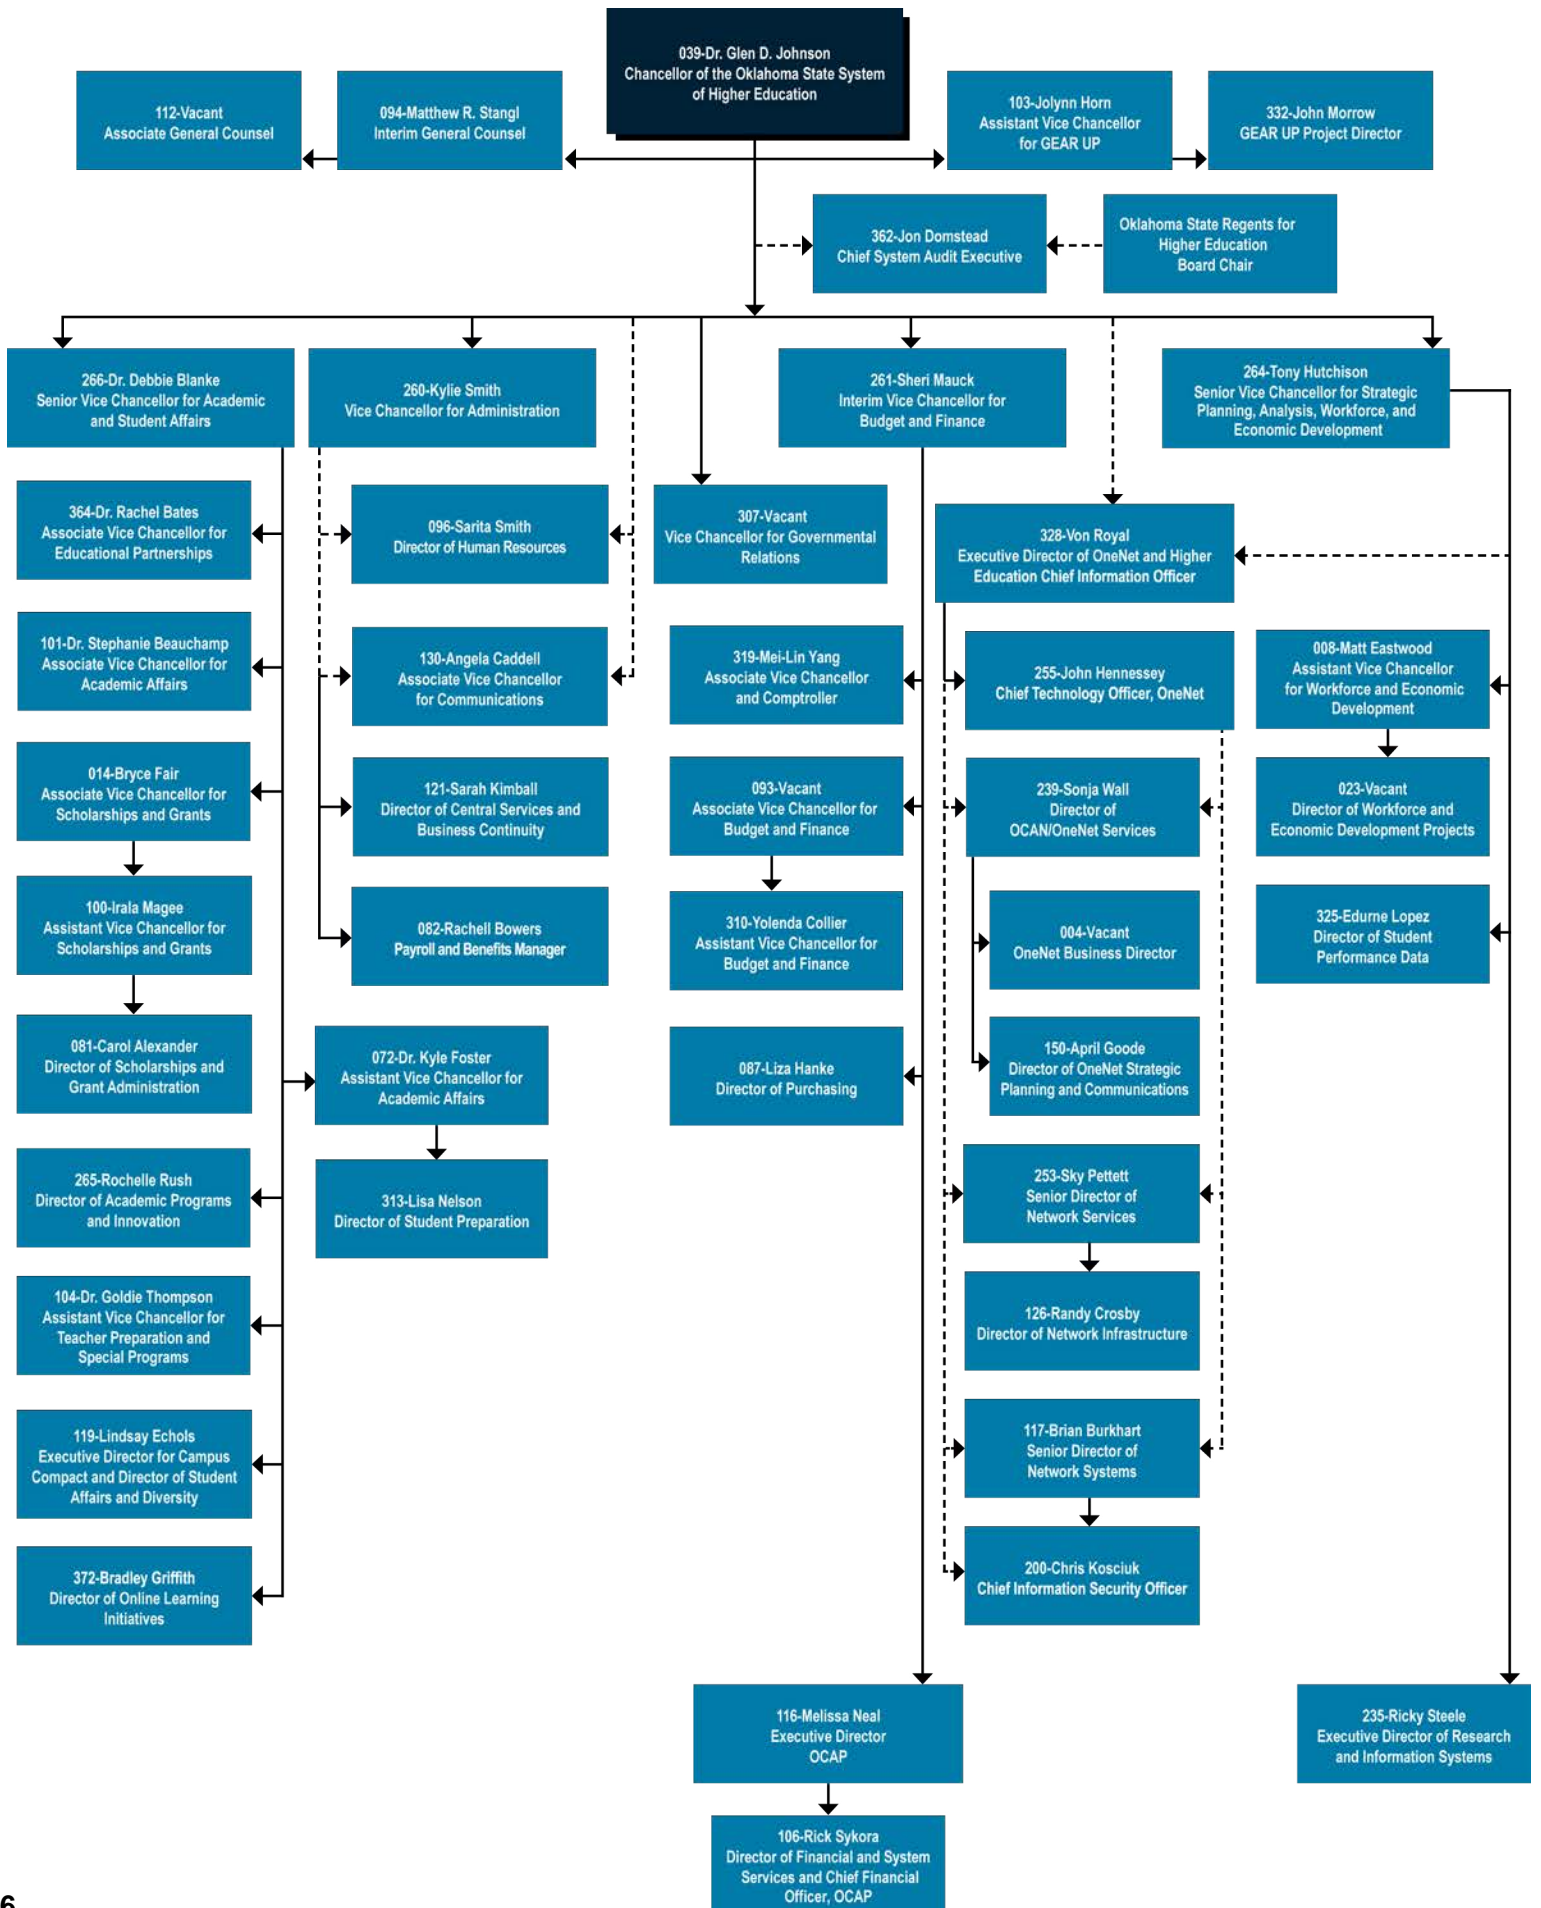 039-Dr. Glen D. Johnson
Chancellor of the Oklahoma State System
of Higher Education
112-Vacant
Associate General Counsel
094-Matthew R. Stangl
Interim General Counsel
103-Jolynn Horn
Assistant Vice Chancellor
for GEAR UP
332-John Morrow
GEAR UP Project Director
362-Jon Domstead
Chief System Audit Executive
Oklahoma State Regents for
Higher Education
Board Chair
266-Dr. Debbie Blanke
Senior Vice Chancellor for Academic
and Student Affairs
260-Kylie Smith
Vice Chancellor for Administration
261-Sheri Mauck
Interim Vice Chancellor for
Budget and Finance
264-Tony Hutchison
Senior Vice Chancellor for Strategic
Planning, Analysis, Workforce, and
Economic Development
364-Dr. Rachel Bates
Associate Vice Chancellor for
Educational Partnerships
096-Sarita Smith
Director of Human Resources
307-Vacant
Vice Chancellor for Governmental
Relations
328-Von Royal
Executive Director of OneNet and Higher
Education Chief Information Officer
101-Dr. Stephanie Beauchamp
Associate Vice Chancellor for
Academic Affairs
130-Angela Caddell
Associate Vice Chancellor
for Communications
319-Mei-Lin Yang
Associate Vice Chancellor
and Comptroller
255-John Hennessey
Chief Technology Officer, OneNet
008-Matt Eastwood
Assistant Vice Chancellor
for Workforce and Economic
Development
014-Bryce Fair
Associate Vice Chancellor for
Scholarships and Grants
121-Sarah Kimball
Director of Central Services and
Business Continuity
093-Vacant
Associate Vice Chancellor for
Budget and Finance
239-Sonja Wall
Director of
OCAN/OneNet Services
023-Vacant
Director of Workforce and
Economic Development Projects
100-Irala Magee
Assistant Vice Chancellor for
Scholarships and Grants
082-Rachell Bowers
Payroll and Benefits Manager
310-Yolenda Collier
Assistant Vice Chancellor for
Budget and Finance
004-Vacant
OneNet Business Director
325-Edurne Lopez
Director of Student
Performance Data
081-Carol Alexander
Director of Scholarships and
Grant Administration
072-Dr. Kyle Foster
Assistant Vice Chancellor for
Academic Affairs
087-Liza Hanke
Director of Purchasing
150-April Goode
Director of OneNet Strategic
Planning and Communications
265-Rochelle Rush
Director of Academic Programs
and Innovation
313-Lisa Nelson
Director of Student Preparation
253-Sky Pettett
Senior Director of
Network Services
104-Dr. Goldie Thompson
Assistant Vice Chancellor for
Teacher Preparation and
Special Programs
126-Randy Crosby
Director of Network Infrastructure
119-Lindsay Echols
Executive Director for Campus
Compact and Director of Student
Affairs and Diversity
117-Brian Burkhart
Senior Director of
Network Systems
372-Bradley Griffith
Director of Online Learning
Initiatives
200-Chris Kosciuk
Chief Information Security Officer
116-Melissa Neal
Executive Director
OCAP
235-Ricky Steele
Executive Director of Research
and Information Systems
106-Rick Sykora
Director of Financial and System
Services and Chief Financial
Officer, OCAP
6